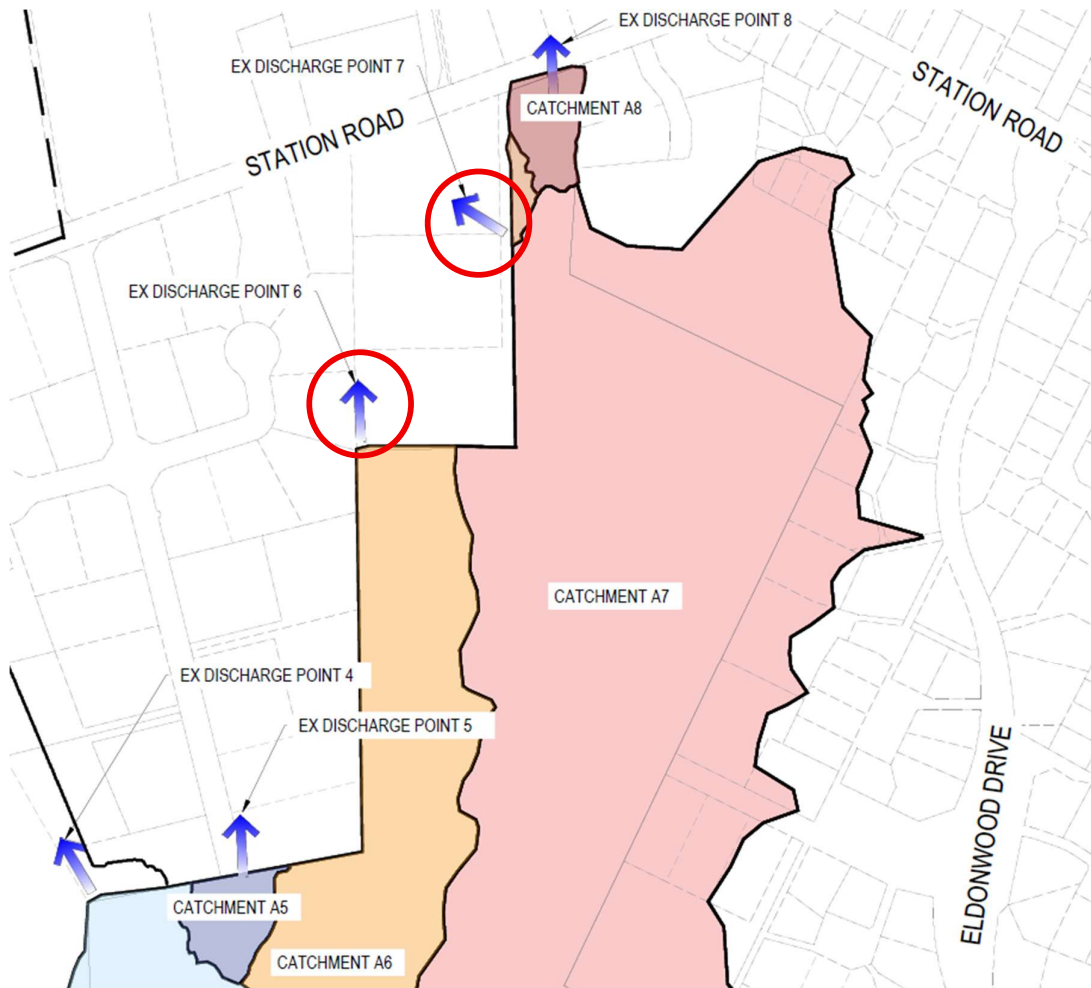 EX DISCHARGE POINT 8
EX DISCHARGE POINT 7
STATION ROAD
CATCHMENT A8
STATION ROAD
EX DISCHARGE POINT 6
CATCHMENT A7
EX DISCHARGE POINT 4
EX DISCHARGE POINT 5
ELDONWOOD DRIVE
CATCHMENT A5
CATCHMENT A6